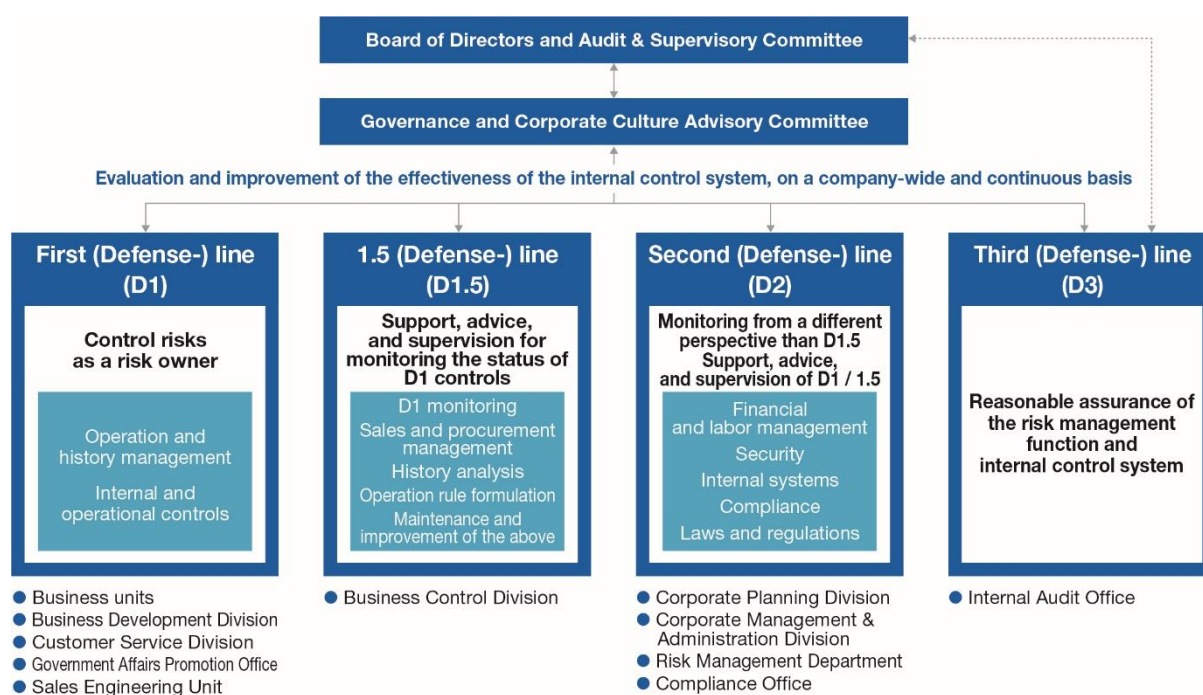 Board of Directors and Audit & Supervisory Committee
Governance and Corporate Culture Advisory Committee
Evaluation and improvement of the effectiveness of the internal control system, on a company-wide and continuous basis
First (Defense-) line
(D1)
Control risks
as a risk owner
Operation and
history management
Internal and
operational controls
Business units
Business Development Division
Customer Service Division
Government Affairs Promotion Office
Sales Engineering Unit
1.5 (Defense-) line
(D1.5)
Support, advice,
and supervision for
monitoring the status of
D1 controls
D1 monitoring
Sales and procurement
management
History analysis
Operation rule formulation
Maintenance and
improvement of the above
Business Control Division
Second (Defense-) line
(D2)
Monitoring from a different
perspective than D1.5
Support, advice,
and supervision of D1 / 1.5
Financial
and labor management
Security
Internal systems
Compliance
Laws and regulations
Corporate Planning Division
Corporate Management &
Administration Division
Risk Management Department
Compliance Office
Third (Defense-) line
(D3)
Reasonable assurance of
the risk management
function and
internal control system
Internal Audit Office